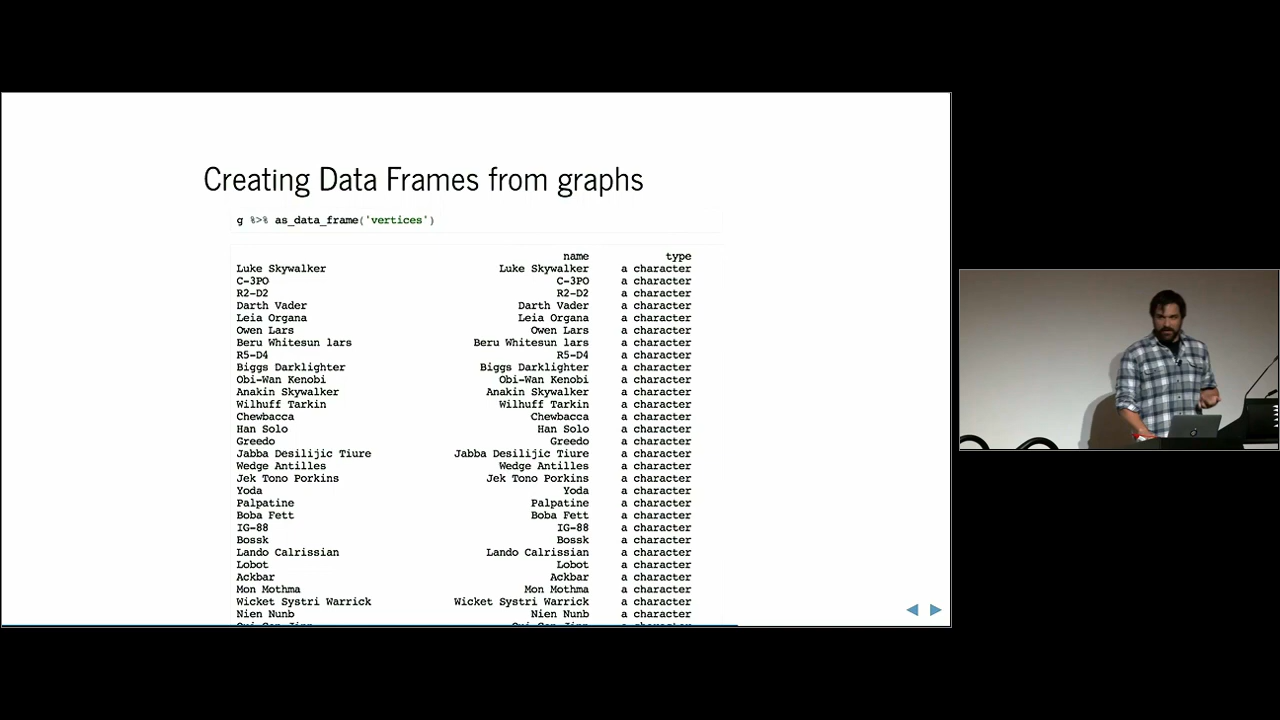 Creating Data Frames from graphs
g %>% as_data_frame('vertices')
name type
Luke Skywalker Luke Skywalker a character
C-3PO C-3PO a character
R2-D2 R2-D2 a character
Darth Vader Darth Vader a character
Leia Organa Leia Organa a character
Owen Lars Owen Lars a character
Beru Whitesun lars Beru Whitesun lars a character
R5-D4 R5-D4 a character
Biggs Darklighter Biggs Darklighter a character
Obi-Wan Kenobi Obi-Wan Kenobi a character
Anakin Skywalker Anakin Skywalker a character
Wilhuff Tarkin Wilhuff Tarkin a character
Chewbacca Chewbacca a character
Han Solo Han Solo a character
Greedo Greedo a character
Jabba Desilijic Tiure Jabba Desilijic Tiure a character
Wedge Antilles Wedge Antilles a character
Jek Tono Porkins Jek Tono Porkins a character
Yoda Yoda a character
Palpatine Palpatine a character
Boba Fett Boba Fett a character
IG-88 IG-88 a character
Bossk Bossk a character
Lando Calrissian Lando Calrissian a character
Lobot Lobot a character
Ackbar Ackbar a character
Mon Mothma Mon Mothma a character
Wicket Systri Warrick Wicket Systri Warrick a character
Nien Nunb Nien Nunb a character